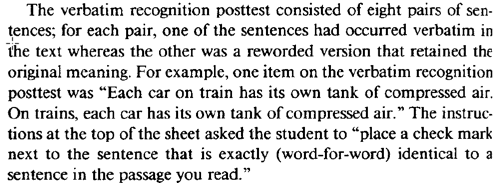 The verbatim recognition posttest consisted of eight pairs of sen-
tences; for each pair, one of the sentences had occurred verbatim in
the text whereas the other was a reworded version that retained the
original meaning. For example, one item on the verbatim recognition
posttest was "Each car on train has its own tank of compressed air.
On trains, each car has its own tank of compressed air." The instruc-
tions at the top of the sheet asked the student to "place a check mark
next to the sentence that is exactly (word-for-word) identical to a
sentence in the passage you read."